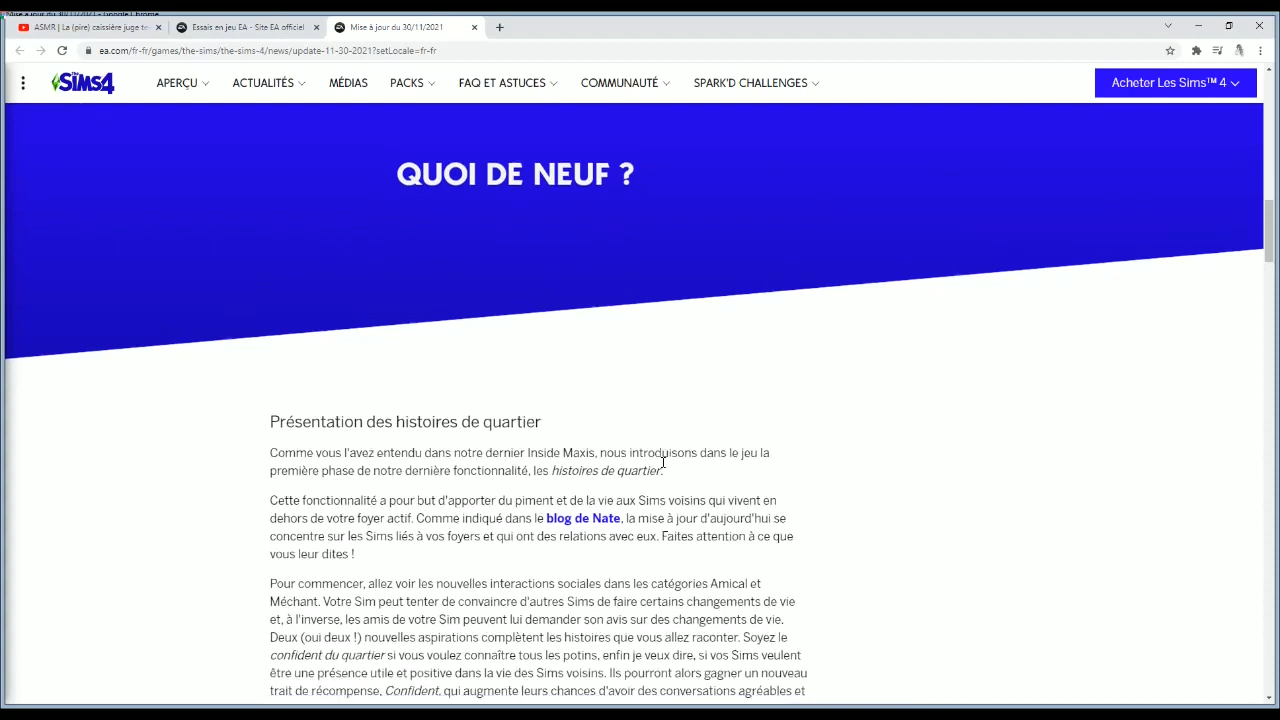 Mise à jour du 30/11/2021 - Google Chrome
ASMR | (La (pire) caissière juge te
Essais en jeu EA - Site EA officiel
Mise à jour du 30/11/2021
ea.com/fr-fr/games/the-sims/the-sims-4/news/update-11-30-2021?setLocale=fr-fr
THE SIMS4
APERÇU
ACTUALITÉS
MÉDIAS
PACKS
FAQ ET ASTUCES
COMMUNAUTÉ
SPARK'D CHALLENGES
Acheter Les Sims™ 4
QUOI DE NEUF ?
Présentation des histoires de quartier
Comme vous l'avez entendu dans notre dernier Inside Maxis, nous introduisons dans le jeu la
première phase de notre dernière fonctionnalité, les histoires de quartier.
Cette fonctionnalité a pour but d'apporter du piment et de la vie aux Sims voisins qui vivent en
dehors de votre foyer actif. Comme indiqué dans le blog de Nate, la mise à jour d'aujourd'hui se
concentre sur les Sims liés à vos foyers et qui ont des relations avec eux. Faites attention à ce que
vous leur dites !
Pour commencer, allez voir les nouvelles interactions sociales dans les catégories Amical et
Méchant. Votre Sim peut tenter de convaincre d'autres Sims de faire certains changements de vie
et, à l'inverse, les amis de votre Sim peuvent lui demander son avis sur des changements de vie.
Deux (oui deux !) nouvelles aspirations complètent les histoires que vous allez raconter. Soyez le
confident du quartier si vous voulez connaître tous les potins, enfin je veux dire, si vos Sims veulent
être une présence utile et positive dans la vie des Sims voisins. Ils pourront alors gagner un nouveau
trait de récompense, Confident, qui augmente leurs chances d'avoir des conversations agréables et